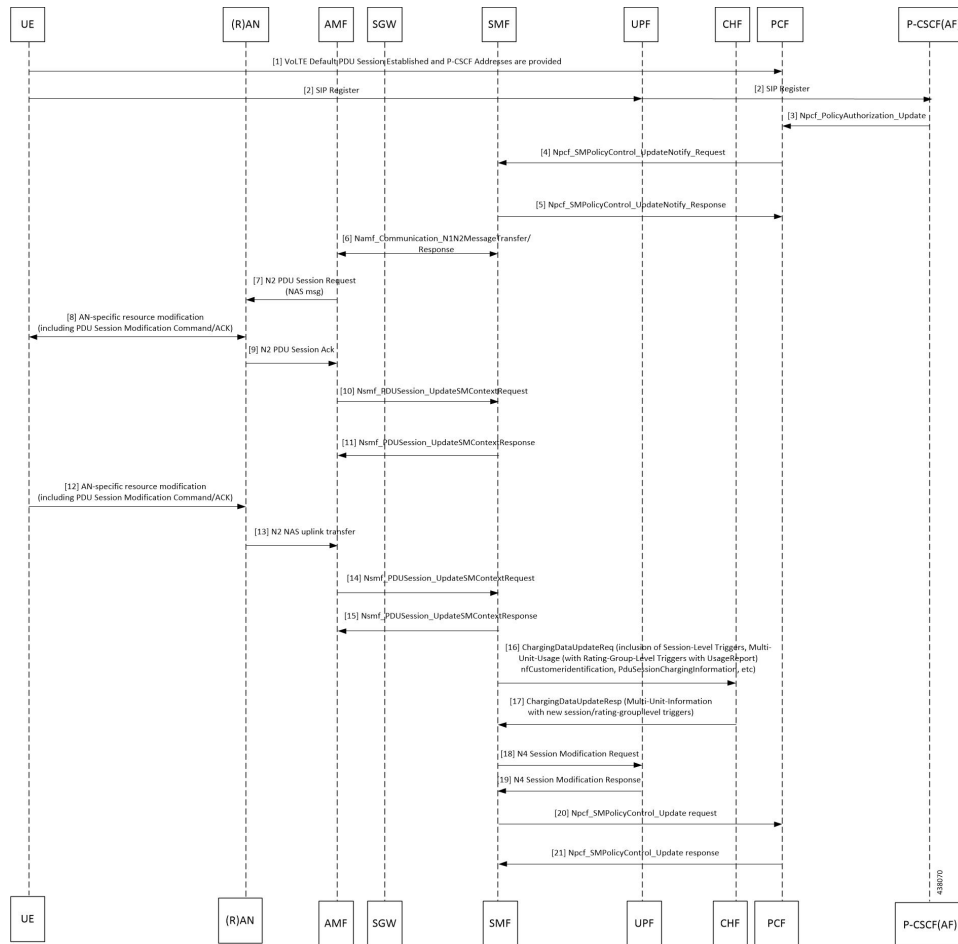 UE
(R)AN
AMF
SGW
SMF
UPF
CHF
PCF
P-CSCF(AF)
[1] VoLTE Default PDU Session Established and P-CSCF Addresses are provided
[2] SIP Register
[2] SIP Register
[3] Npcf_PolicyAuthorization_Update
[4] Npcf_SMPolicyControl_UpdateNotify_Request
[5] Npcf_SMPolicyControl_UpdateNotify_Response
[6] Namf_Communication_N1N2MessageTransfer/
Response
[7] N2 PDU Session Request
(NAS msg)
[8] AN-specific resource modification
(including PDU Session Modification Command/ACK)
[9] N2 PDU Session Ack
[10] Nsmf_PDUSession_UpdateSMContextRequest
[11] Nsmf_PDUSession_UpdateSMContextResponse
[12] AN-specific resource modification
(including PDU Session Modification Command/ACK)
[13] N2 NAS uplink transfer
[14] Nsmf_PDUSession_UpdateSMContextRequest
[15] Nsmf_PDUSession_UpdateSMContextResponse
[16] ChargingDataUpdateReq (inclusion of Session-Level Triggers, Multi-
Unit-Usage (with Rating-Group-Level Triggers with UsageReport)
nfCustomeridentification, PduSessionChargingInformation, etc)
[17] ChargingDataUpdateResp (Multi-Unit-Information
with new session/rating-group level triggers)
[18] N4 Session Modification Request
[19] N4 Session Modification Response
[20] Npcf_SMPolicyControl_Update request
[21] Npcf_SMPolicyControl_Update response
438070
UE
(R)AN
AMF
SGW
SMF
UPF
CHF
PCF
P-CSCF(AF)